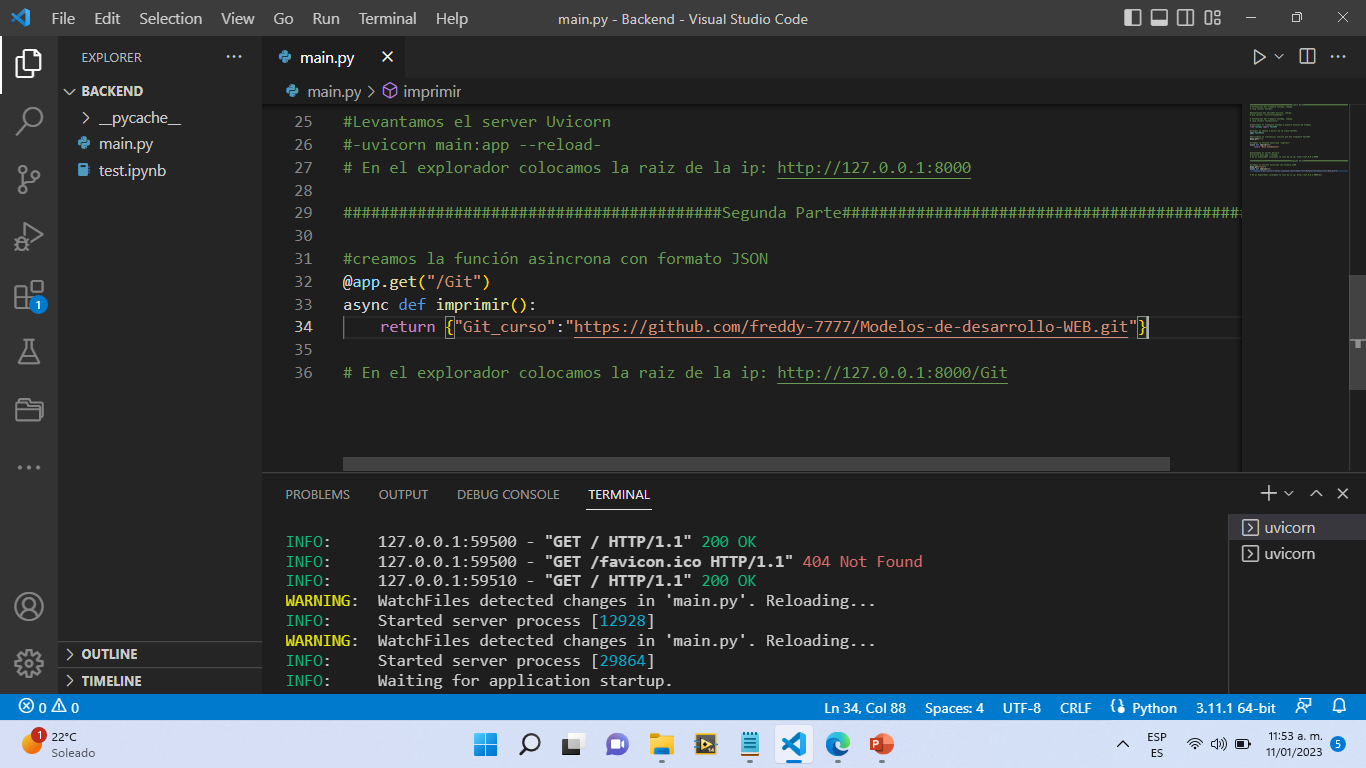 File Edit Selection View Go Run Terminal Help main.py - Backend - Visual Studio Code
EXPLORER
main.py
BACKEND
main.py > imprimir
__pycache__
main.py
test.ipynb
25 #Levantamos el server Uvicorn
26 #-uvicorn main:app --reload-
27 # En el explorador colocamos la raiz de la ip: http://127.0.0.1:8000
28
29 #########################################Segunda Parte############################################
30
31 #creamos la función asincrona con formato JSON
32 @app.get("/Git")
33 async def imprimir():
34 return {"Git_curso":"https://github.com/freddy-7777/Modelos-de-desarrollo-WEB.git"}
35
36 # En el explorador colocamos la raiz de la ip: http://127.0.0.1:8000/Git
1
PROBLEMS OUTPUT DEBUG CONSOLE TERMINAL
uvicorn
uvicorn
INFO: 127.0.0.1:59500 - "GET / HTTP/1.1" 200 OK
INFO: 127.0.0.1:59500 - "GET /favicon.ico HTTP/1.1" 404 Not Found
INFO: 127.0.0.1:59510 - "GET / HTTP/1.1" 200 OK
WARNING: WatchFiles detected changes in 'main.py'. Reloading...
INFO: Started server process [12928]
WARNING: WatchFiles detected changes in 'main.py'. Reloading...
INFO: Started server process [29864]
INFO: Waiting for application startup.
OUTLINE
TIMELINE
0 0 Ln 34, Col 88 Spaces: 4 UTF-8 CRLF Python 3.11.1 64-bit
1
22°C
Soleado
ESP
ES
11:53 a. m.
11/01/2023
5